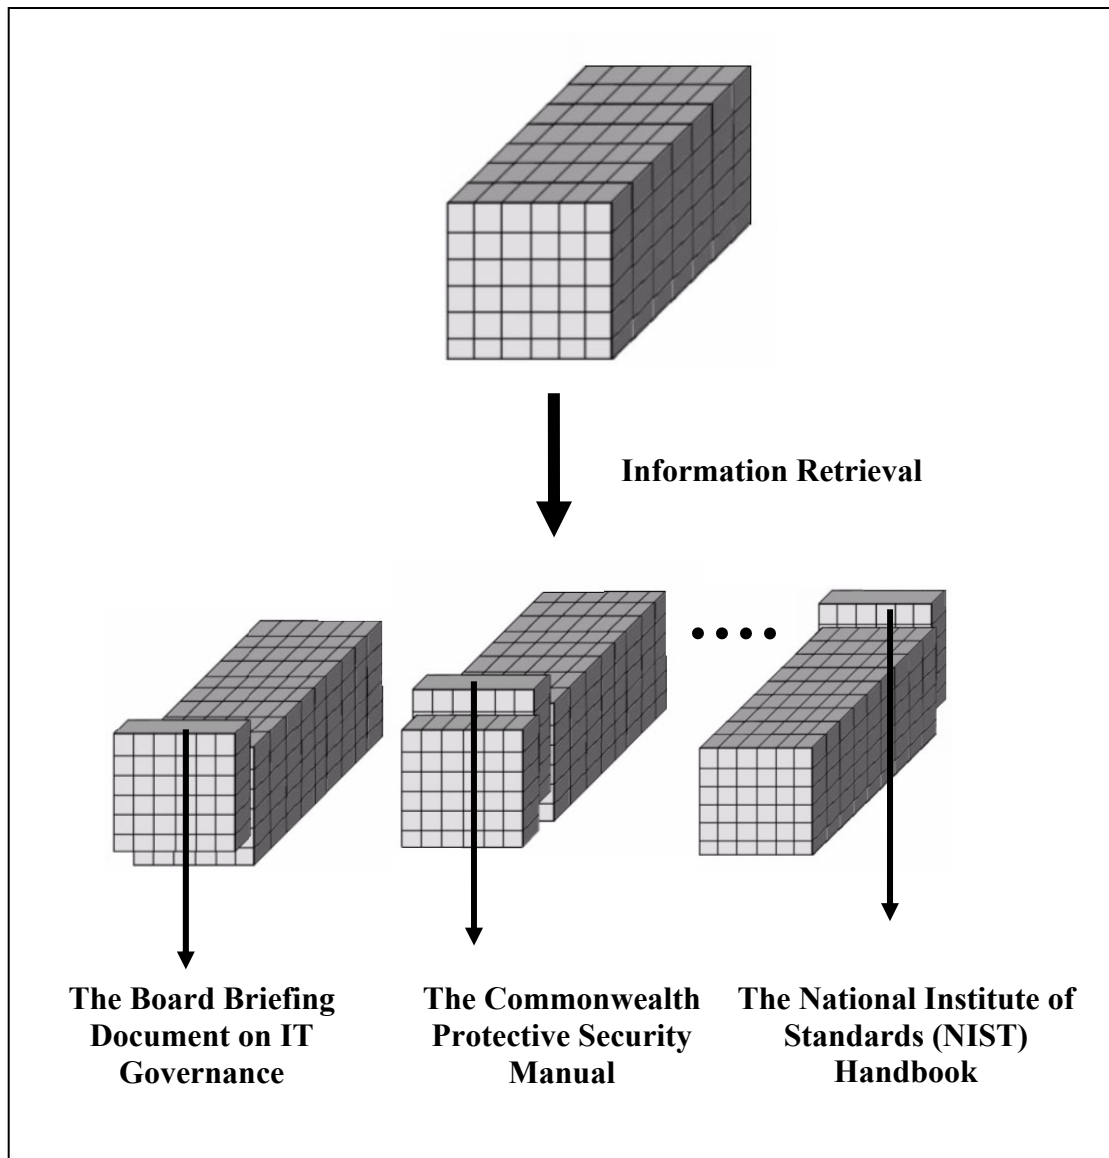 Information Retrieval
The Board Briefing
Document on IT
Governance
The Commonwealth
Protective Security
Manual
The National Institute of
Standards (NIST)
Handbook